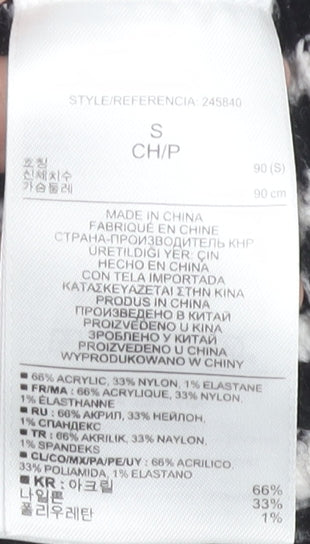 STYLE/REFERENCIA: 245840
S
CH/P
호칭 90 (S)
신체치수
가슴둘레 90 cm
MADE IN CHINA
FABRIQUÉ EN CHINE
СТРАНА-ПРОИЗВОДИТЕЛЬ КНР
ÜRETİLDİĞİ YER: ÇİN
HECHO EN CHINA
CON TELA IMPORTADA
ΚΑΤΑΣΚΕΥΑΖΕΤΑΙ ΣΤΗΝ ΚΙΝΑ
PRODUS IN CHINA
ПРОИЗВЕДЕНО В КИТАЙ
PROIZVEDENO U KINA
ЗРОБЛЕНО У КИТАЙ
PROIZVEDENO U CHINA
WYPRODUKOWANO W CHINY
■ 66% ACRYLIC, 33% NYLON, 1% ELASTANE
■ FR/MA : 66% ACRYLIQUE, 33% NYLON,
1% ÉLASTHANNE
■ RU : 66% АКРИЛ, 33% НЕЙЛОН,
1% СПАНДЕКС
■ TR : 66% AKRILIK, 33% NAYLON,
1% SPANDEKS
■ CL/CO/MX/PA/PE/UY : 66% ACRILICO,
33% POLIAMIDA, 1% ELASTANO
■ KR : 아크릴 66%
나일론 33%
폴리우레탄 1%